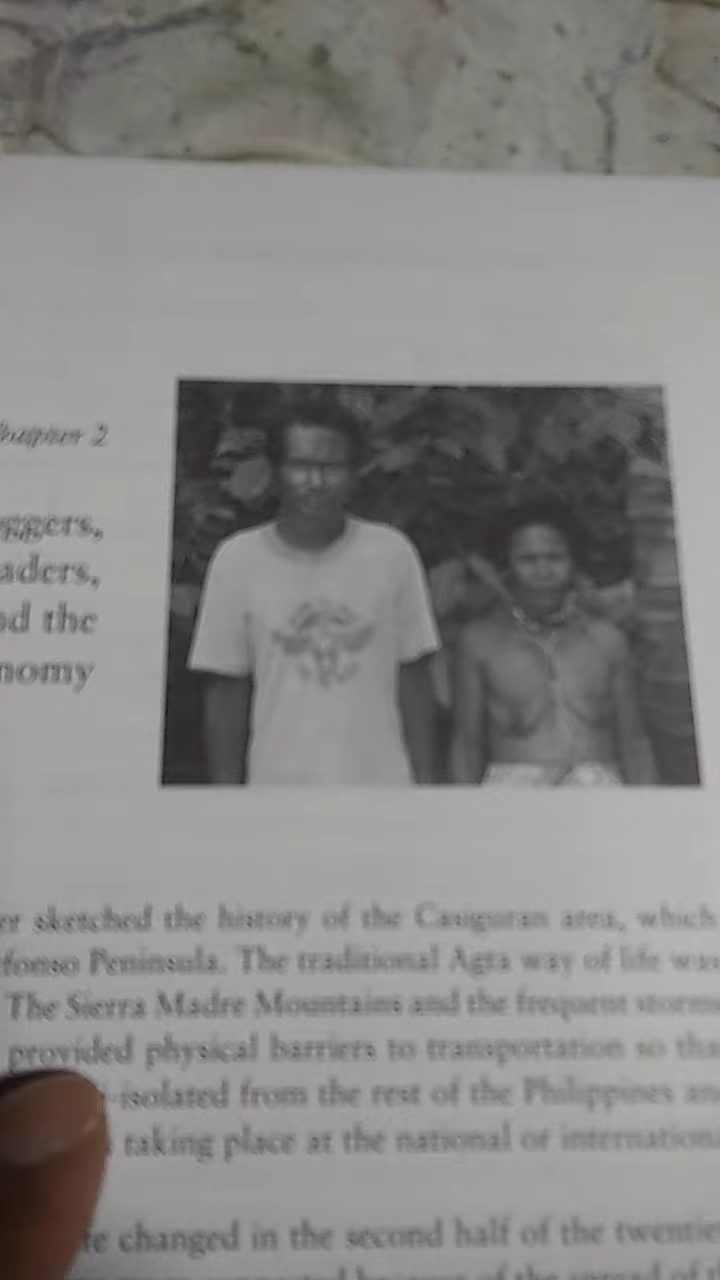 Chapter 2
oggers,
aders,
nd the
nomy
er sketched the history of the Casiguran area, which
fonso Peninsula. The traditional Agta way of life was
The Sierra Madre Mountains and the frequent storms
provided physical barriers to transportation so tha
-isolated from the rest of the Philippines an
taking place at the national or internation
fe changed in the second half of the twentie